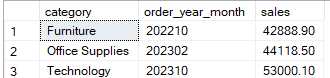 category order_year_month sales
1 Furniture 202210 42888.90
2 Office Supplies 202302 44118.50
3 Technology 202310 53000.10